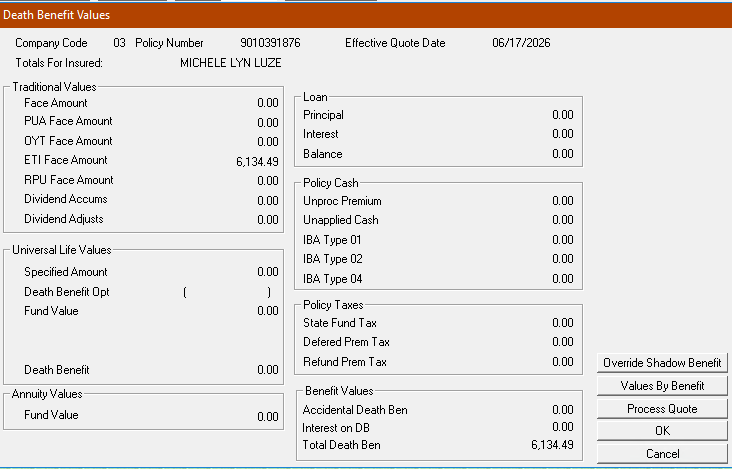 Death Benefit Values
Company Code 03 Policy Number 9010391876 Effective Quote Date 06/17/2026
Totals For Insured: MICHELE LYN LUZE
Traditional Values
Face Amount 0.00
PUA Face Amount 0.00
OYT Face Amount 0.00
ETI Face Amount 6,134.49
RPU Face Amount 0.00
Dividend Accums 0.00
Dividend Adjusts 0.00
Universal Life Values
Specified Amount 0.00
Death Benefit Opt ( )
Fund Value 0.00
Death Benefit 0.00
Annuity Values
Fund Value 0.00
Loan
Principal 0.00
Interest 0.00
Balance 0.00
Policy Cash
Unproc Premium 0.00
Unapplied Cash 0.00
IBA Type 01 0.00
IBA Type 02 0.00
IBA Type 04 0.00
Policy Taxes
State Fund Tax 0.00
Defered Prem Tax 0.00
Refund Prem Tax 0.00
Benefit Values
Accidental Death Ben 0.00
Interest on DB 0.00
Total Death Ben 6,134.49
Override Shadow Benefit
Values By Benefit
Process Quote
OK
Cancel